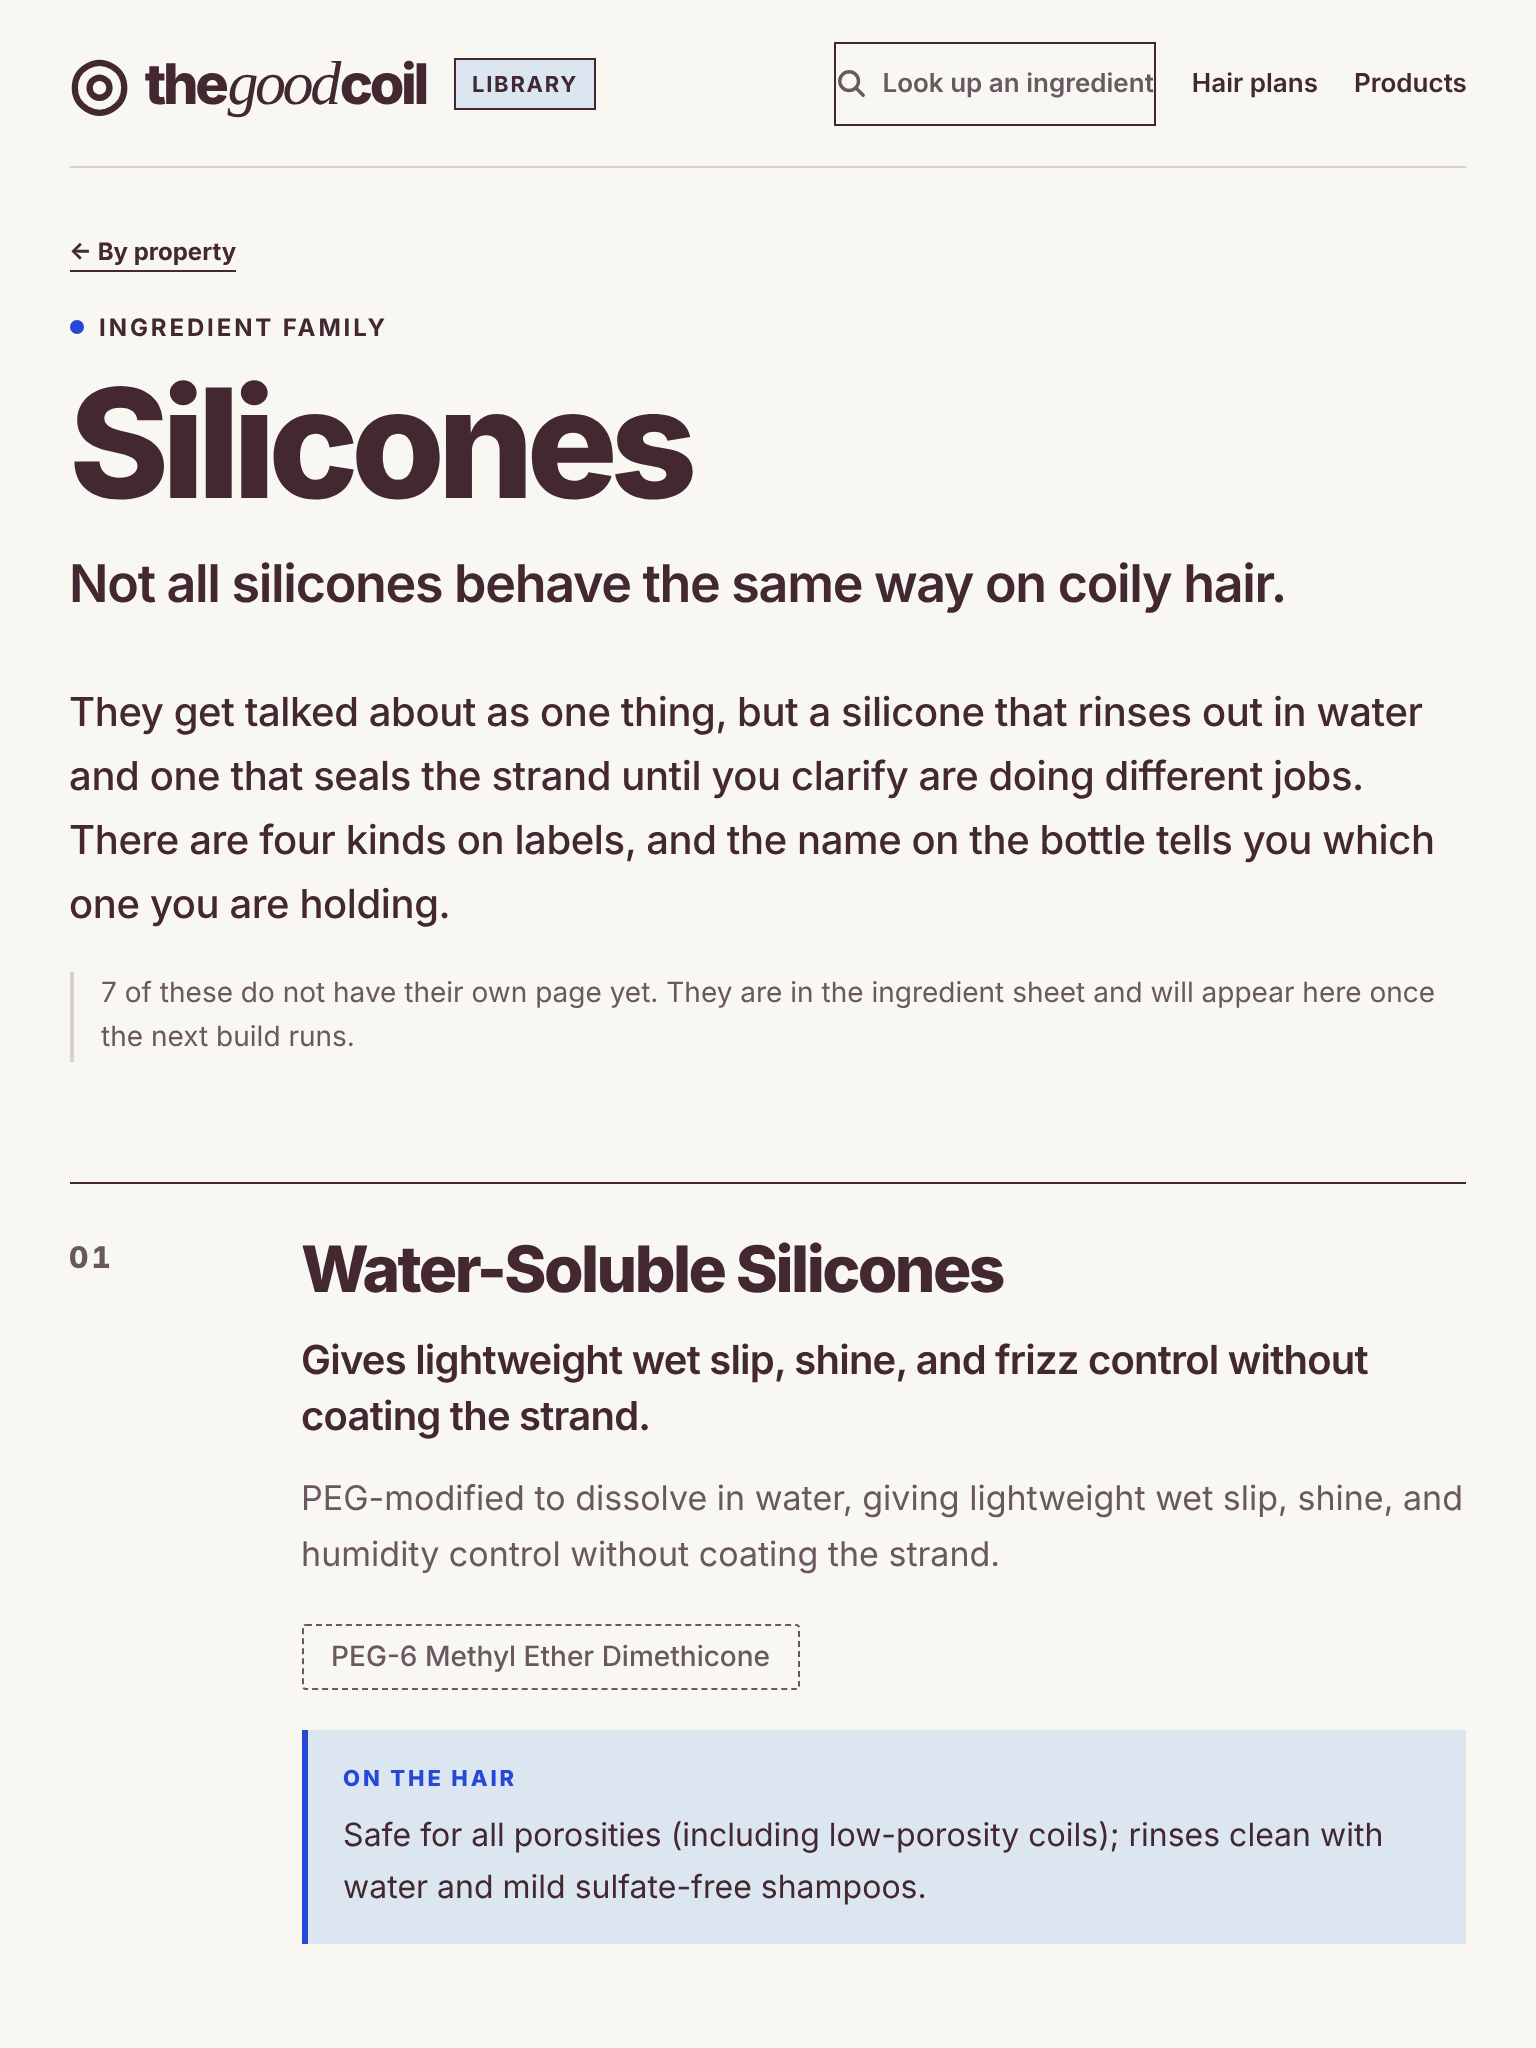 thegoodcoil LIBRARY Look up an ingredient Hair plans Products
← By property
INGREDIENT FAMILY
Silicones
Not all silicones behave the same way on coily hair.
They get talked about as one thing, but a silicone that rinses out in water
and one that seals the strand until you clarify are doing different jobs.
There are four kinds on labels, and the name on the bottle tells you which
one you are holding.
7 of these do not have their own page yet. They are in the ingredient sheet and will appear here once
the next build runs.
01
Water-Soluble Silicones
Gives lightweight wet slip, shine, and frizz control without
coating the strand.
PEG-modified to dissolve in water, giving lightweight wet slip, shine, and
humidity control without coating the strand.
PEG-6 Methyl Ether Dimethicone
ON THE HAIR
Safe for all porosities (including low-porosity coils); rinses clean with
water and mild sulfate-free shampoos.